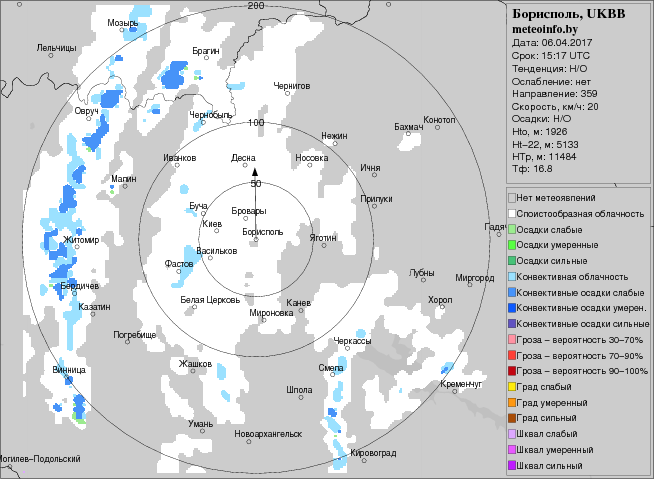 Борисполь, UKBB
meteoinfo.by
Дата: 06.04.2017
Срок: 15:17 UTC
Тенденция: Н/О
Ослабление: нет
Направление: 359
Скорость, км/ч: 20
Осадки: Н/О
Hto, м: 1926
Ht-22, м: 5133
НТр, м: 11484
Тф: 16.8
Нет метеоявлений
Слоистообразная облачность
Осадки слабые
Осадки умеренные
Осадки сильные
Конвективная облачность
Конвективные осадки слабые
Конвективные осадки умерен.
Конвективные осадки сильные
Гроза – вероятность 30–70%
Гроза – вероятность 70–90%
Гроза – вероятность 90–100%
Град слабый
Град умеренный
Град сильный
Шквал слабый
Шквал умеренный
Шквал сильный
200
Мозырь
Лельчицы
Брагин
Чернигов
Овруч
Чернобыль
100
Нежин
Бахмач
Конотоп
Иванков
Десна
Носовка
Ичня
Малин
50
Прилуки
Буча
Бровары
Киев
Борисполь
Яготин
Гадяч
Житомир
Васильков
Фастов
Лубны
Миргород
Бердичев
Казатин
Белая Церковь
Канев
Хорол
Мироновка
Погребище
Черкассы
Жашков
Смела
Винница
Кременчуг
Шпола
Умань
Новоархангельск
Могилев–Подольский
Кировоград